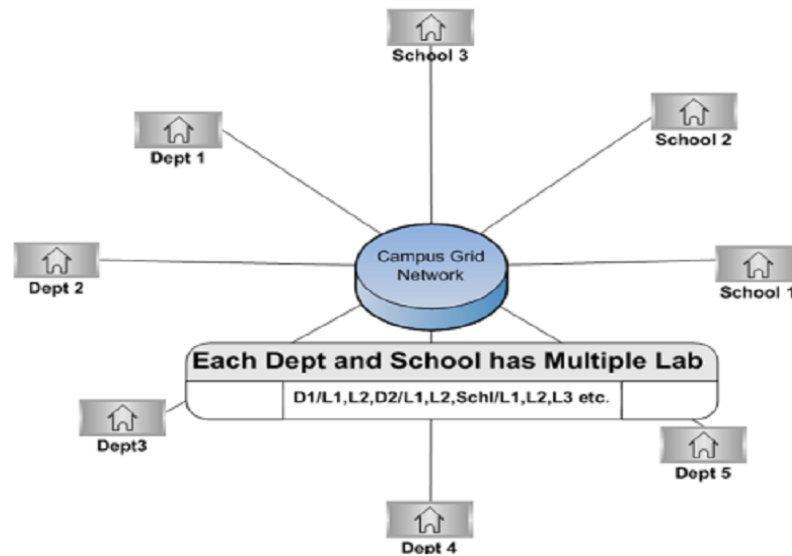 School 3
Dept 1
School 2
Campus Grid
Network
Dept 2
School 1
Each Dept and School has Multiple Lab
D1/L1,L2,D2/L1,L2,Schl/L1,L2,L3 etc.
Dept3
Dept 5
Dept 4